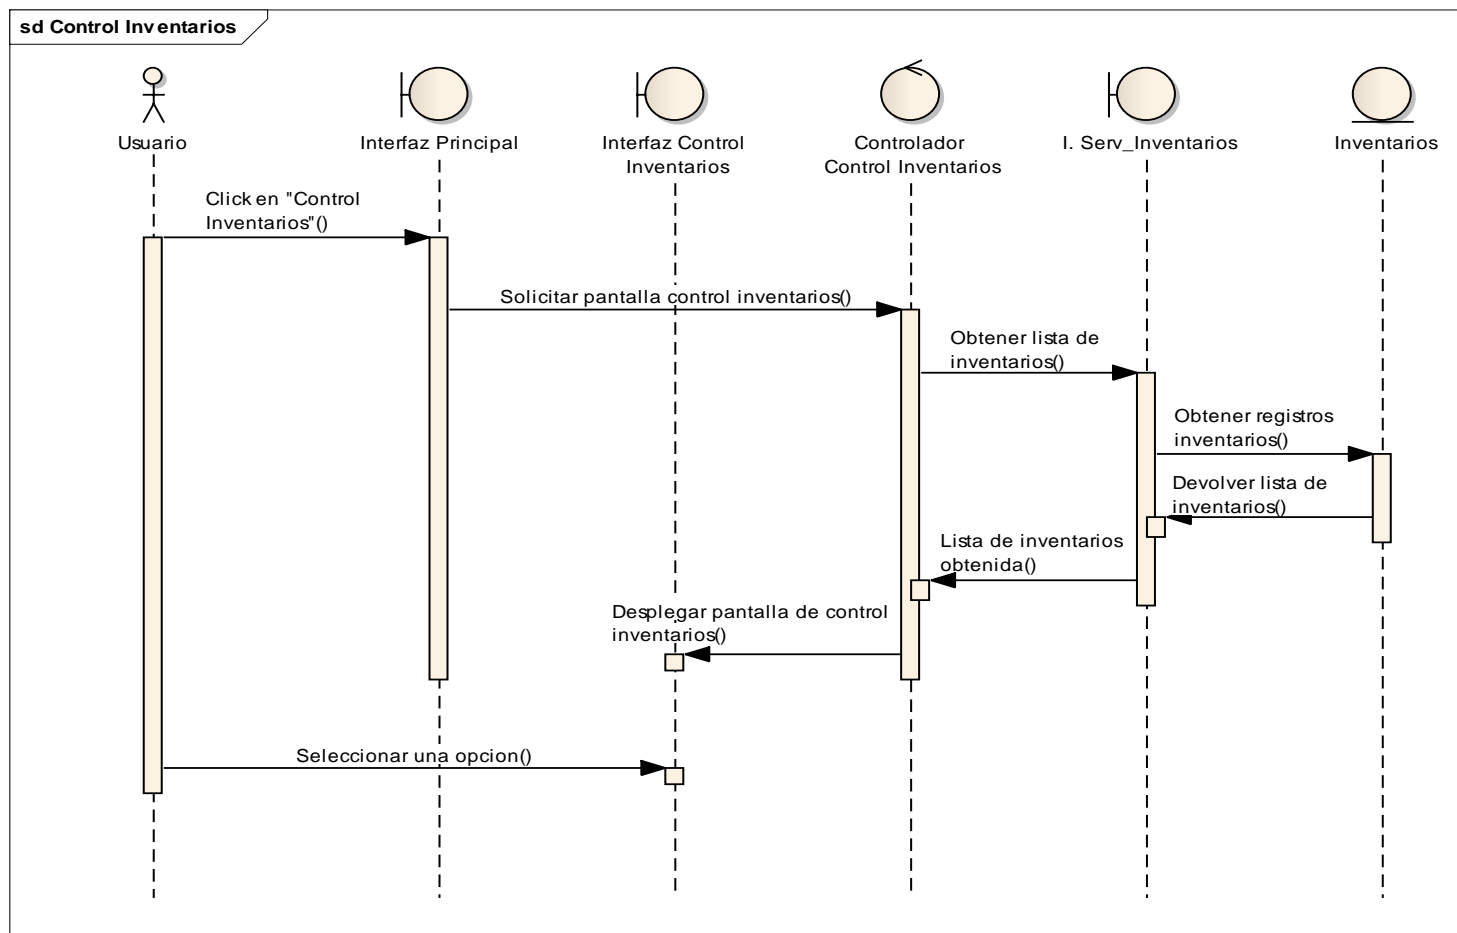 sd Control Inventarios
Usuario
Interfaz Principal
Interfaz Control
Inventarios
Controlador
Control Inventarios
I. Serv_Inventarios
Inventarios
Click en "Control
Inventarios"()
Solicitar pantalla control inventarios()
Obtener lista de
inventarios()
Obtener registros
inventarios()
Devolver lista de
inventarios()
Lista de inventarios
obtenida()
Desplegar pantalla de control
inventarios()
Seleccionar una opcion()